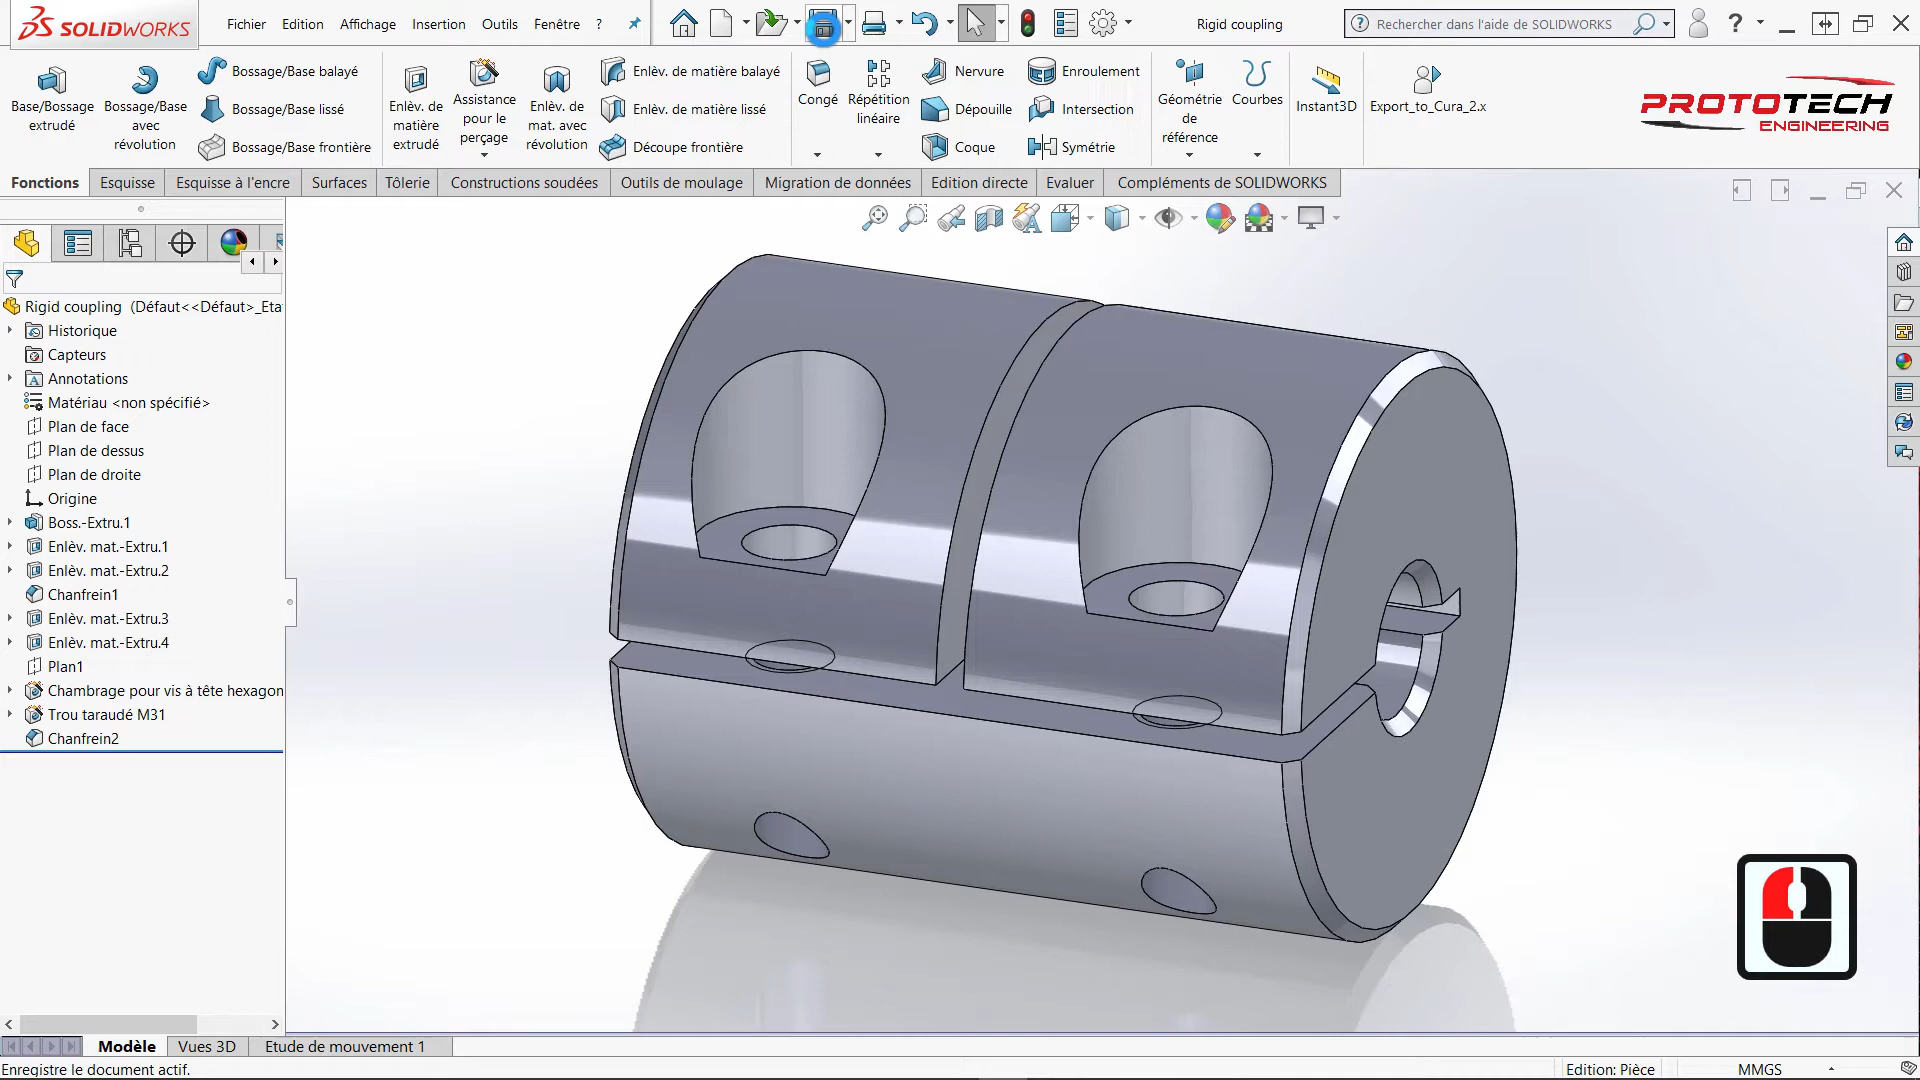 SOLIDWORKS
Fichier Edition Affichage Insertion Outils Fenêtre ?
Rigid coupling
Rechercher dans l'aide de SOLIDWORKS
?
Base/Bossage extrudé
Bossage/Base avec révolution
Bossage/Base balayé
Bossage/Base lissé
Bossage/Base frontière
Enlèv. de matière extrudé
Assistance pour le perçage
Enlèv. de mat. avec révolution
Enlèv. de matière balayé
Enlèv. de matière lissé
Découpe frontière
Congé
Répétition linéaire
Nervure
Dépouille
Coque
Enroulement
Intersection
Symétrie
Géométrie de référence
Courbes
Instant3D
Export_to_Cura_2.x
PROTOTECH
ENGINEERING
Fonctions Esquisse Esquisse à l'encre Surfaces Tôlerie Constructions soudées Outils de moulage Migration de données Edition directe Evaluer Compléments de SOLIDWORKS
Rigid coupling (Défaut<<Défaut>_Eta
Historique
Capteurs
Annotations
Matériau <non spécifié>
Plan de face
Plan de dessus
Plan de droite
Origine
Boss.-Extru.1
Enlèv. mat.-Extru.1
Enlèv. mat.-Extru.2
Chanfrein1
Enlèv. mat.-Extru.3
Enlèv. mat.-Extru.4
Plan1
Chambrage pour vis à tête hexagon
Trou taraudé M31
Chanfrein2
Modèle Vues 3D Etude de mouvement 1
Enregistre le document actif.
Edition: Pièce
MMGS